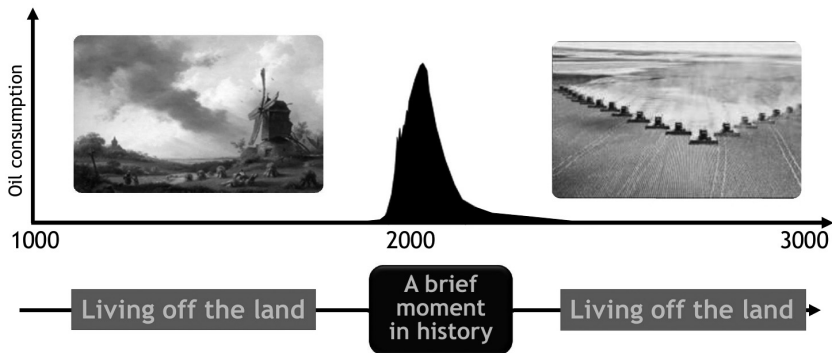 Oil consumption
1000
2000
3000
Living off the land
A brief
moment
in history
Living off the land